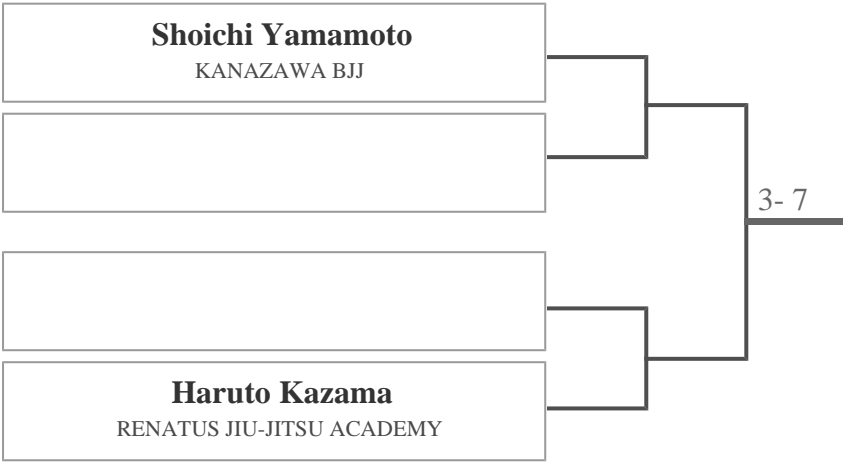 Shoichi Yamamoto
KANAZAWA BJJ
3- 7
Haruto Kazama
RENATUS JIU-JITSU ACADEMY